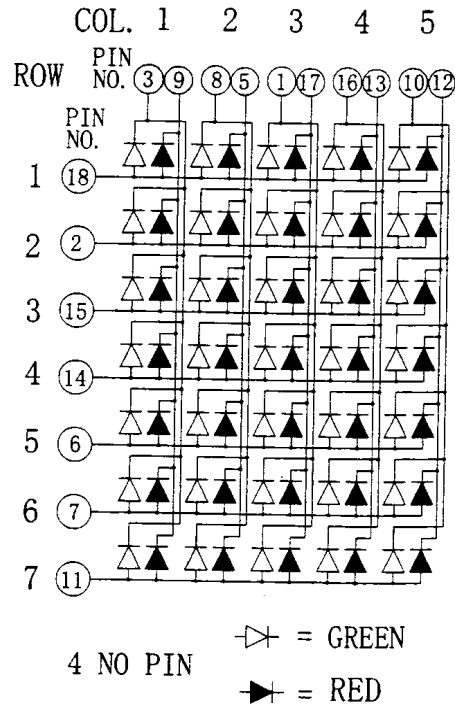 COL. 1 2 3 4 5
ROW PIN NO. 3 9 8 5 1 17 16 13 10 12
PIN
NO.
1 18
2 2
3 15
4 14
5 6
6 7
7 11
= GREEN
4 NO PIN
= RED